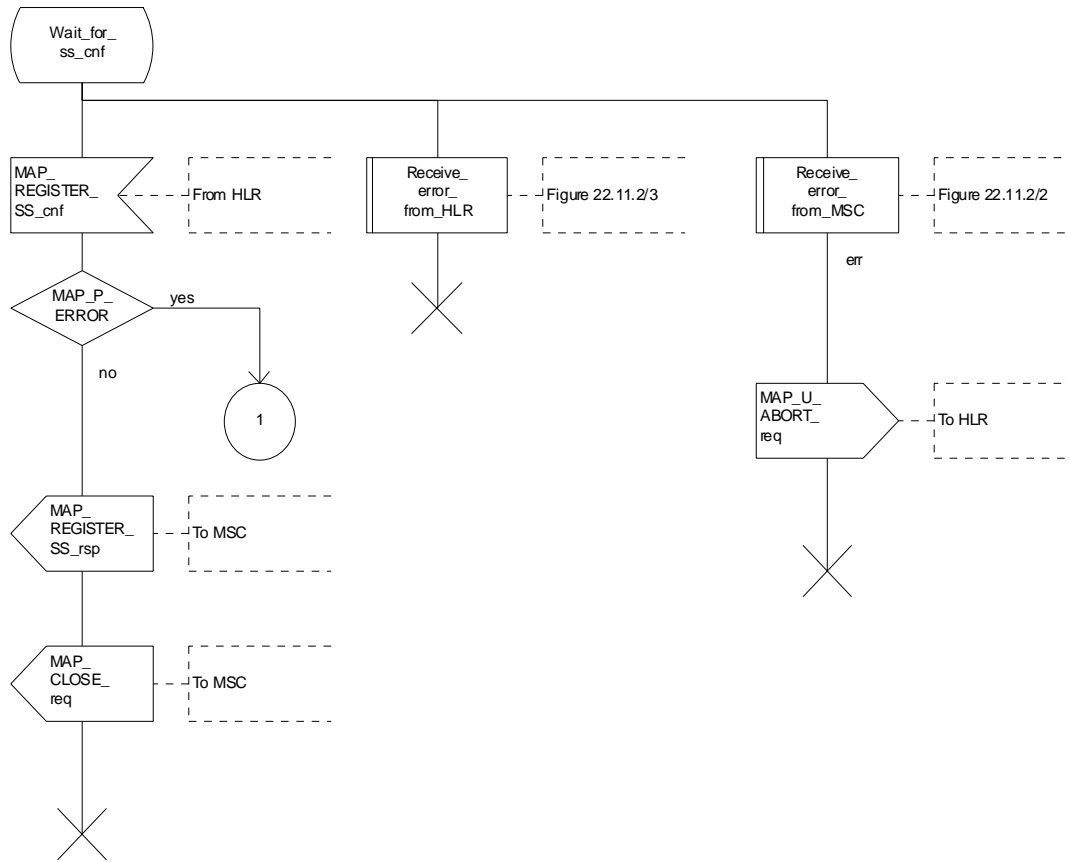 Wait_for_
ss_cnf
MAP_
REGISTER_
SS_cnf
From HLR
Receive_
error_
from_HLR
Figure 22.11.2/3
Receive_
error_
from_MSC
Figure 22.11.2/2
err
MAP_P_
ERROR
yes
no
1
MAP_U_
ABORT_
req
To HLR
MAP_
REGISTER_
SS_rsp
To MSC
MAP_
CLOSE_
req
To MSC